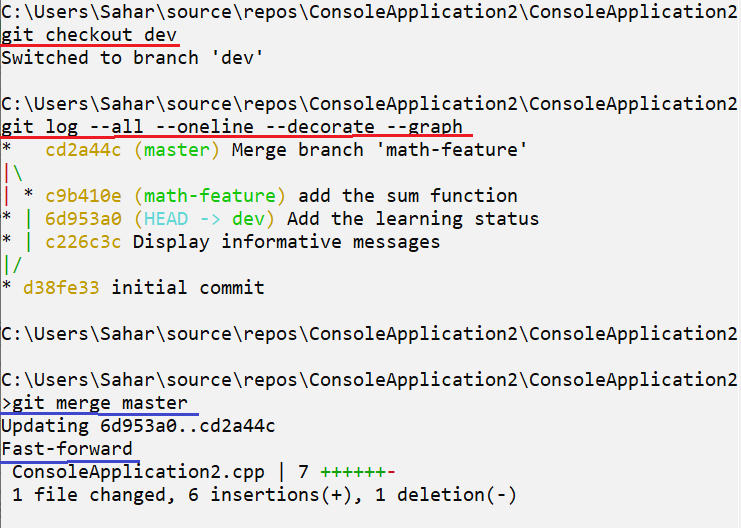 C:\Users\Sahar\source\repos\ConsoleApplication2\ConsoleApplication2
git checkout dev
Switched to branch 'dev'
C:\Users\Sahar\source\repos\ConsoleApplication2\ConsoleApplication2
git log --all --oneline --decorate --graph
*   cd2a44c (master) Merge branch 'math-feature'
|\
| * c9b410e (math-feature) add the sum function
* | 6d953a0 (HEAD -> dev) Add the learning status
* | c226c3c Display informative messages
|/
* d38fe33 initial commit
C:\Users\Sahar\source\repos\ConsoleApplication2\ConsoleApplication2
C:\Users\Sahar\source\repos\ConsoleApplication2\ConsoleApplication2
>git merge master
Updating 6d953a0..cd2a44c
Fast-forward
 ConsoleApplication2.cpp | 7 ++++++-
 1 file changed, 6 insertions(+), 1 deletion(-)